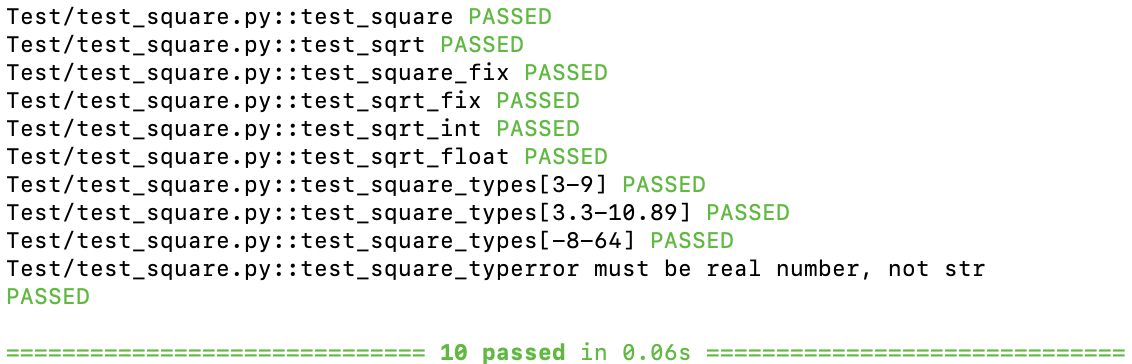 Test/test_square.py::test_square PASSED
Test/test_square.py::test_sqrt PASSED
Test/test_square.py::test_square_fix PASSED
Test/test_square.py::test_sqrt_fix PASSED
Test/test_square.py::test_sqrt_int PASSED
Test/test_square.py::test_sqrt_float PASSED
Test/test_square.py::test_square_types[3-9] PASSED
Test/test_square.py::test_square_types[3.3-10.89] PASSED
Test/test_square.py::test_square_types[-8-64] PASSED
Test/test_square.py::test_square_typerror must be real number, not str
PASSED
============================== 10 passed in 0.06s ==============================